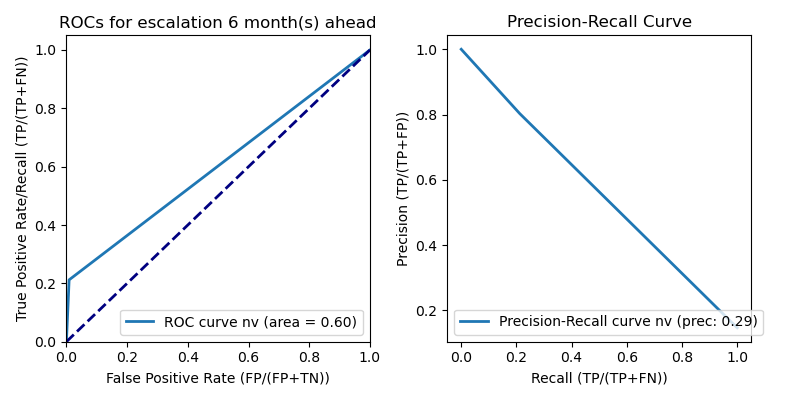 ROCs for escalation 6 month(s) ahead
True Positive Rate/Recall (TP/(TP+FN))
1.0
0.8
0.6
0.4
0.2
0.0
ROC curve nv (area = 0.60)
0.0 0.2 0.4 0.6 0.8 1.0
False Positive Rate (FP/(FP+TN))
Precision-Recall Curve
Precision (TP/(TP+FP))
1.0
0.8
0.6
0.4
0.2
Precision-Recall curve nv (prec: 0.29)
0.0 0.2 0.4 0.6 0.8 1.0
Recall (TP/(TP+FN))